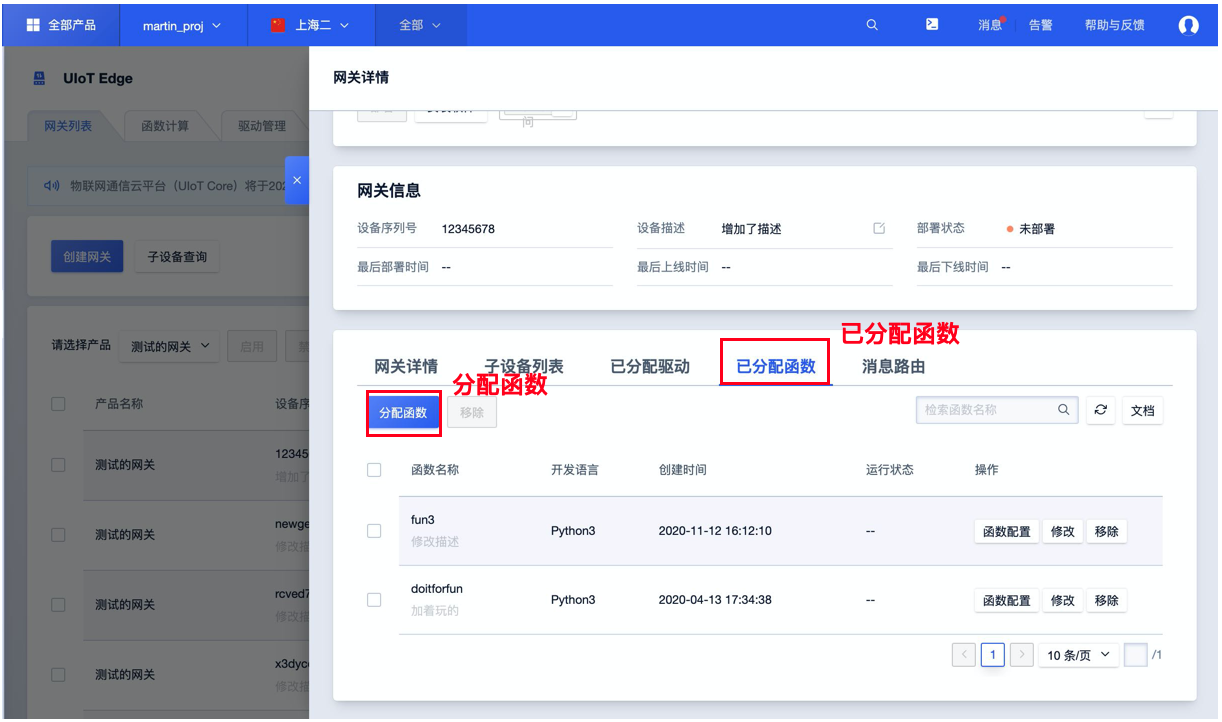 全部产品 martin_proj 上海二 全部 消息 告警 帮助与反馈
UIoT Edge
网关列表 函数计算 驱动管理
物联网通信云平台（UIoT Core）将于202
创建网关 子设备查询
请选择产品 测试的网关 启用 禁
产品名称 设备序
测试的网关 12345
增加了
测试的网关 newge
修改描
测试的网关 rcved7
修改描
测试的网关 x3dyc
修改描
网关详情
问
网关信息
设备序列号 12345678 设备描述 增加了描述 部署状态 未部署
最后部署时间 -- 最后上线时间 -- 最后下线时间 --
已分配函数
网关详情 子设备列表 已分配驱动 已分配函数 消息路由
分配函数
分配函数 移除 检索函数名称 文档
函数名称 开发语言 创建时间 运行状态 操作
fun3 Python3 2020-11-12 16:12:10 -- 函数配置 修改 移除
修改描述
doitforfun Python3 2020-04-13 17:34:38 -- 函数配置 修改 移除
加着玩的
1 10 条/页 /1